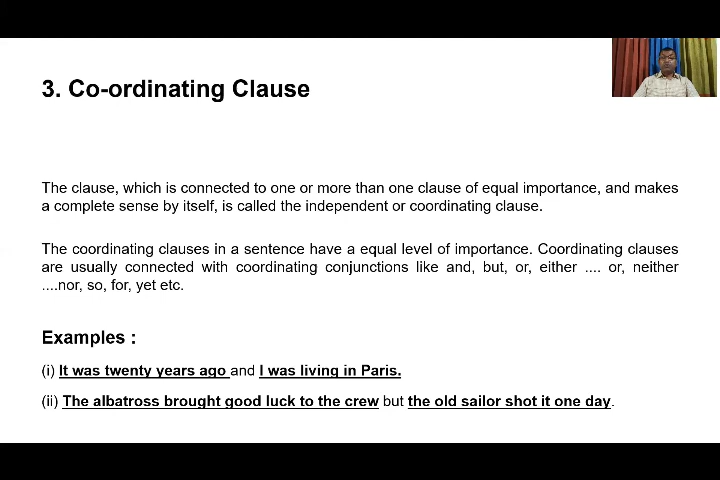 3. Co-ordinating Clause
The clause, which is connected to one or more than one clause of equal importance, and makes
a complete sense by itself, is called the independent or coordinating clause.
The coordinating clauses in a sentence have a equal level of importance. Coordinating clauses
are usually connected with coordinating conjunctions like and, but, or, either .... or, neither
....nor, so, for, yet etc.
Examples :
(i) It was twenty years ago and I was living in Paris.
(ii) The albatross brought good luck to the crew but the old sailor shot it one day.